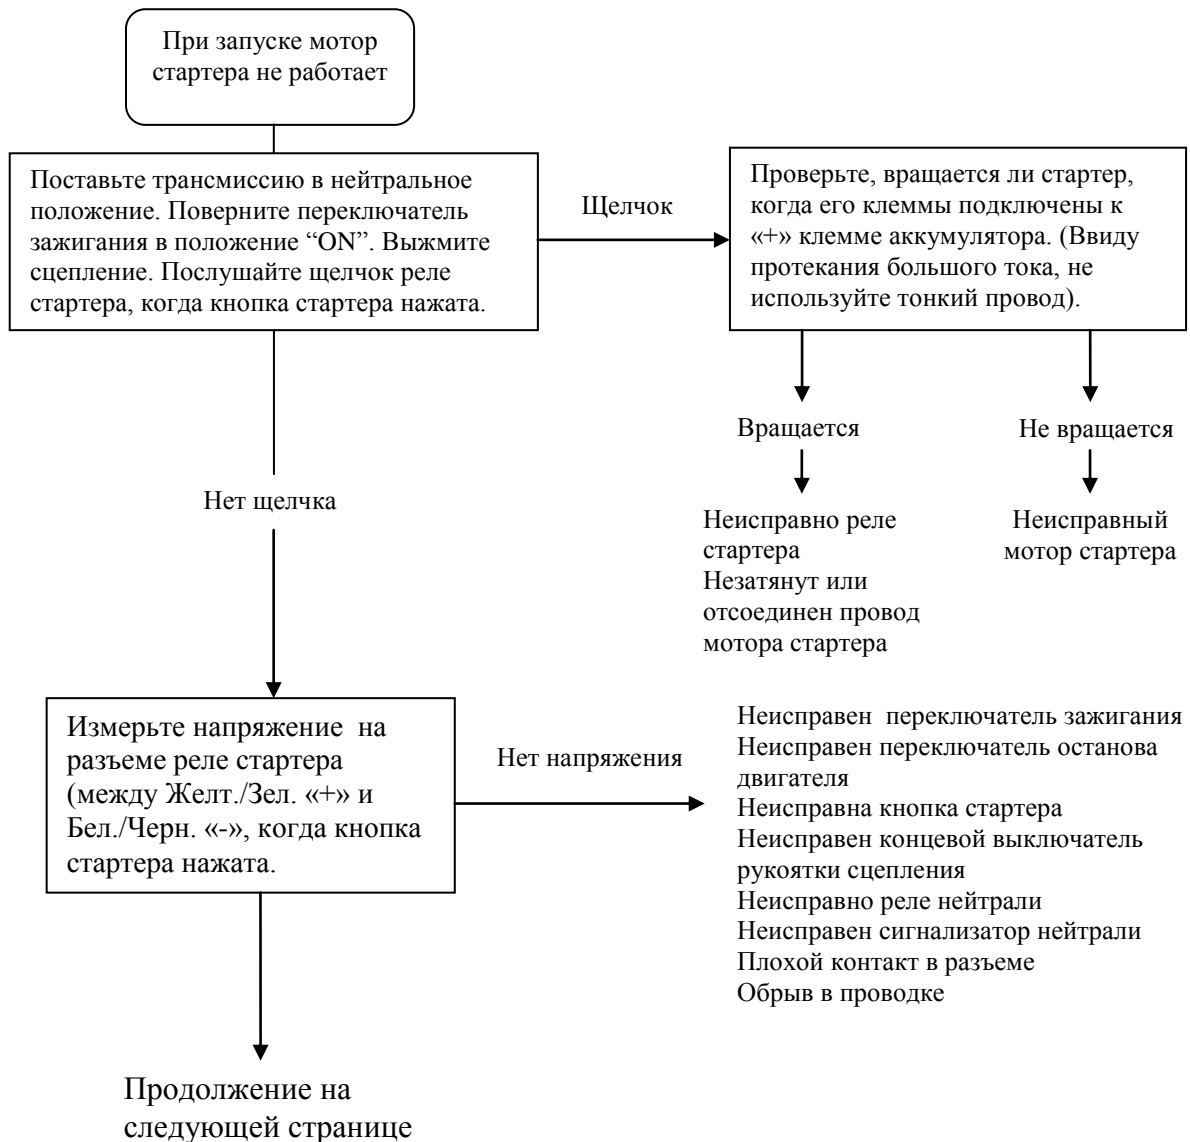 При запуске мотор
стартера не работает
Поставьте трансмиссию в нейтральное
положение. Поверните переключатель
зажигания в положение “ON”. Выжмите
сцепление. Послушайте щелчок реле
стартера, когда кнопка стартера нажата.
Щелчок
Проверьте, вращается ли стартер,
когда его клеммы подключены к
«+» клемме аккумулятора. (Ввиду
протекания большого тока, не
используйте тонкий провод).
Вращается
Не вращается
Нет щелчка
Неисправно реле
стартера
Незатянут или
отсоединен провод
мотора стартера
Неисправный
мотор стартера
Измерьте напряжение на
разъеме реле стартера
(между Желт./Зел. «+» и
Бел./Черн. «-», когда кнопка
стартера нажата.
Нет напряжения
Неисправен переключатель зажигания
Неисправен переключатель останова
двигателя
Неисправна кнопка стартера
Неисправен концевой выключатель
рукоятки сцепления
Неисправно реле нейтрали
Неисправен сигнализатор нейтрали
Плохой контакт в разъеме
Обрыв в проводке
Продолжение на
следующей странице